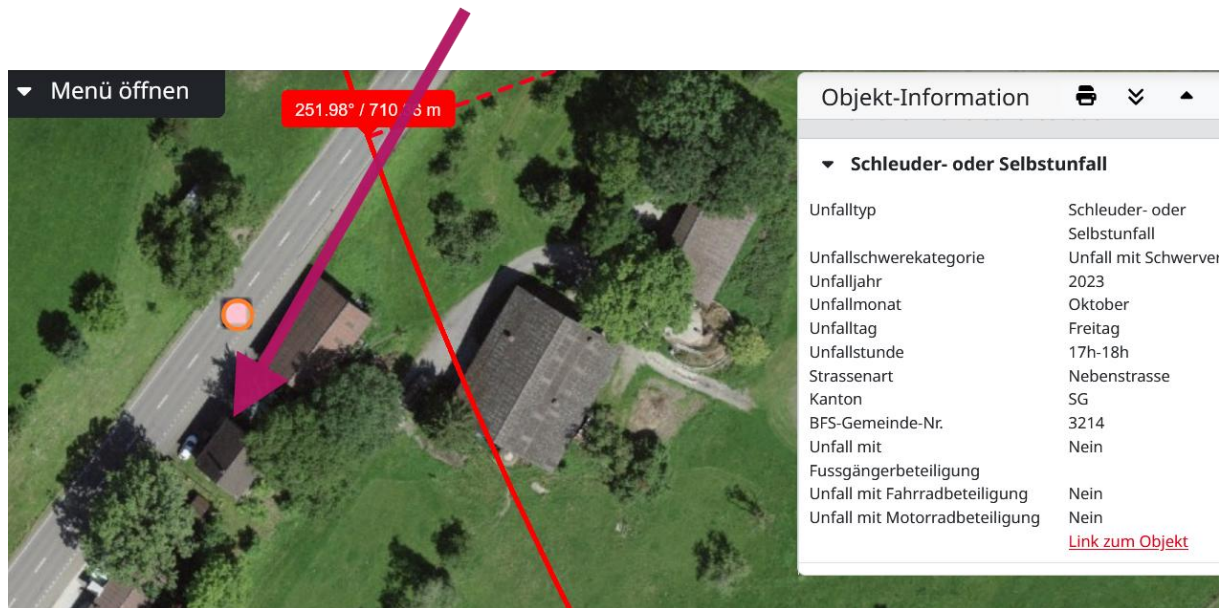 Menü öffnen
251.98° / 710. 6 m
Objekt-Information
Schleuder- oder Selbstunfall
Unfalltyp Schleuder- oder
Selbstunfall
Unfallschwerekategorie Unfall mit Schwerver
Unfalljahr 2023
Unfallmonat Oktober
Unfalltag Freitag
Unfallstunde 17h-18h
Strassenart Nebenstrasse
Kanton SG
BFS-Gemeinde-Nr. 3214
Unfall mit Nein
Fussgängerbeteiligung
Unfall mit Fahrradbeteiligung Nein
Unfall mit Motorradbeteiligung Nein
Link zum Objekt